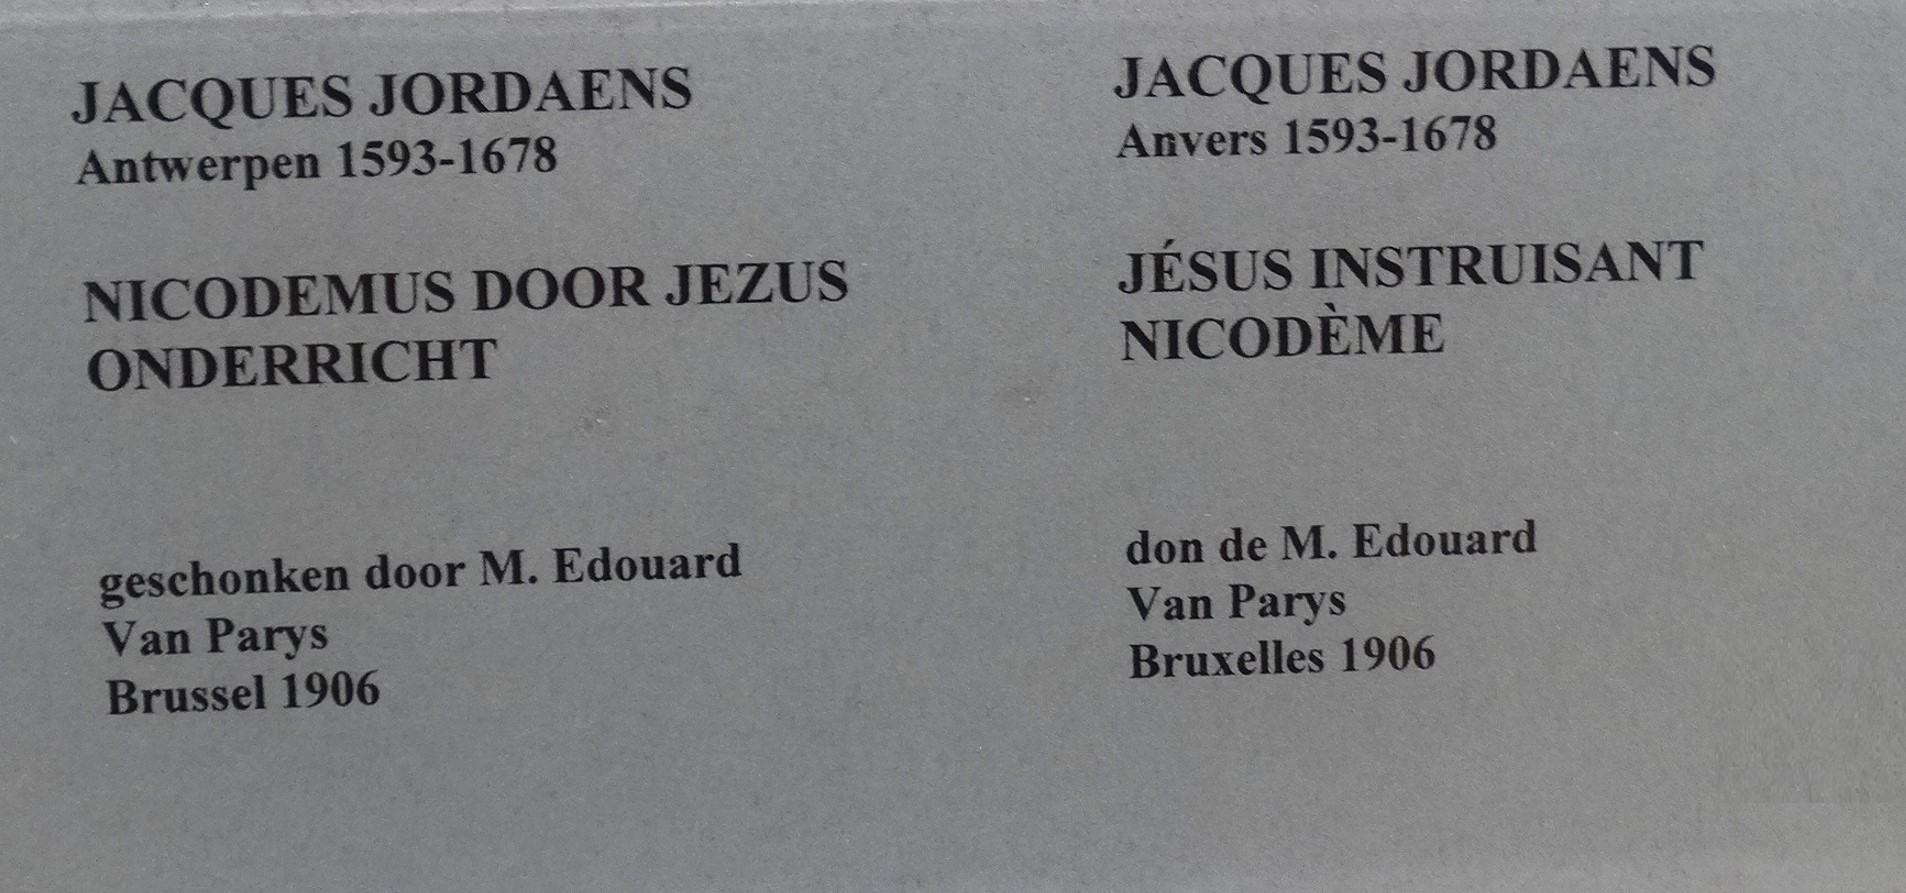 JACQUES JORDAENS
Antwerpen 1593-1678
NICODEMUS DOOR JEZUS
ONDERRICHT
geschonken door M. Edouard
Van Parys
Brussel 1906
JACQUES JORDAENS
Anvers 1593-1678
JÉSUS INSTRUISANT
NICODÈME
don de M. Edouard
Van Parys
Bruxelles 1906